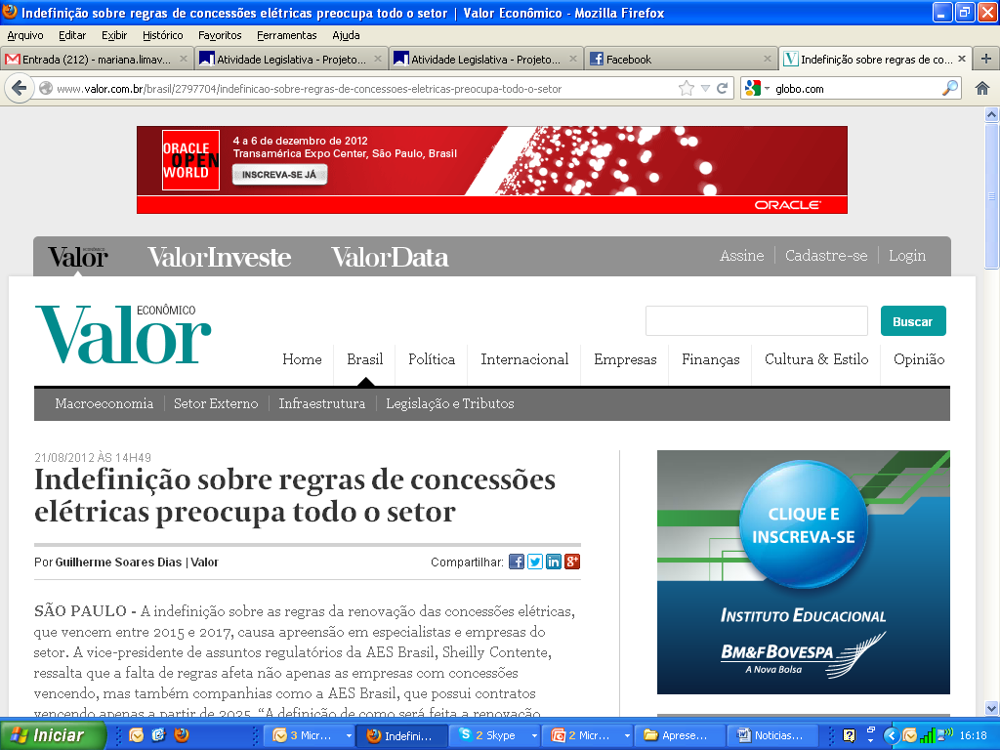 Indefinição sobre regras de concessões elétricas preocupa todo o setor | Valor Econômico - Mozilla Firefox
Arquivo Editar Exibir Histórico Favoritos Ferramentas Ajuda
Entrada (212) - mariana.limav... Atividade Legislativa - Projeto... Atividade Legislativa - Projeto... Facebook Indefinição sobre regras de co...
www.valor.com.br/brasil/2797704/indefinicao-sobre-regras-de-concessoes-eletricas-preocupa-todo-o-setor globo.com
ORACLE
OPEN
WORLD
4 a 6 de dezembro de 2012
Transamérica Expo Center, São Paulo, Brasil
INSCREVA-SE JÁ
ORACLE
Valor ValorInveste ValorData Assine Cadastre-se Login
Valor ECONÔMICO
Buscar
Home Brasil Política Internacional Empresas Finanças Cultura & Estilo Opinião
Macroeconomia Setor Externo Infraestrutura Legislação e Tributos
21/08/2012 ÀS 14H49
Indefinição sobre regras de concessões
elétricas preocupa todo o setor
Por Guilherme Soares Dias | Valor Compartilhar:
SÃO PAULO - A indefinição sobre as regras da renovação das concessões elétricas,
que vencem entre 2015 e 2017, causa apreensão em especialistas e empresas do
setor. A vice-presidente de assuntos regulatórios da AES Brasil, Sheilly Contente,
ressalta que a falta de regras afeta não apenas as empresas com concessões
vencendo, mas também companhias como a AES Brasil, que possui contratos
vencendo apenas a partir de 2025. “A definição de como será feita a renovação
CLIQUE E
INSCREVA-SE
INSTITUTO EDUCACIONAL
BM&FBOVESPA
A Nova Bolsa
Iniciar 3 Micr... Indefini... 2 Skype 2 Micr... Aprese... Noticias... 16:18